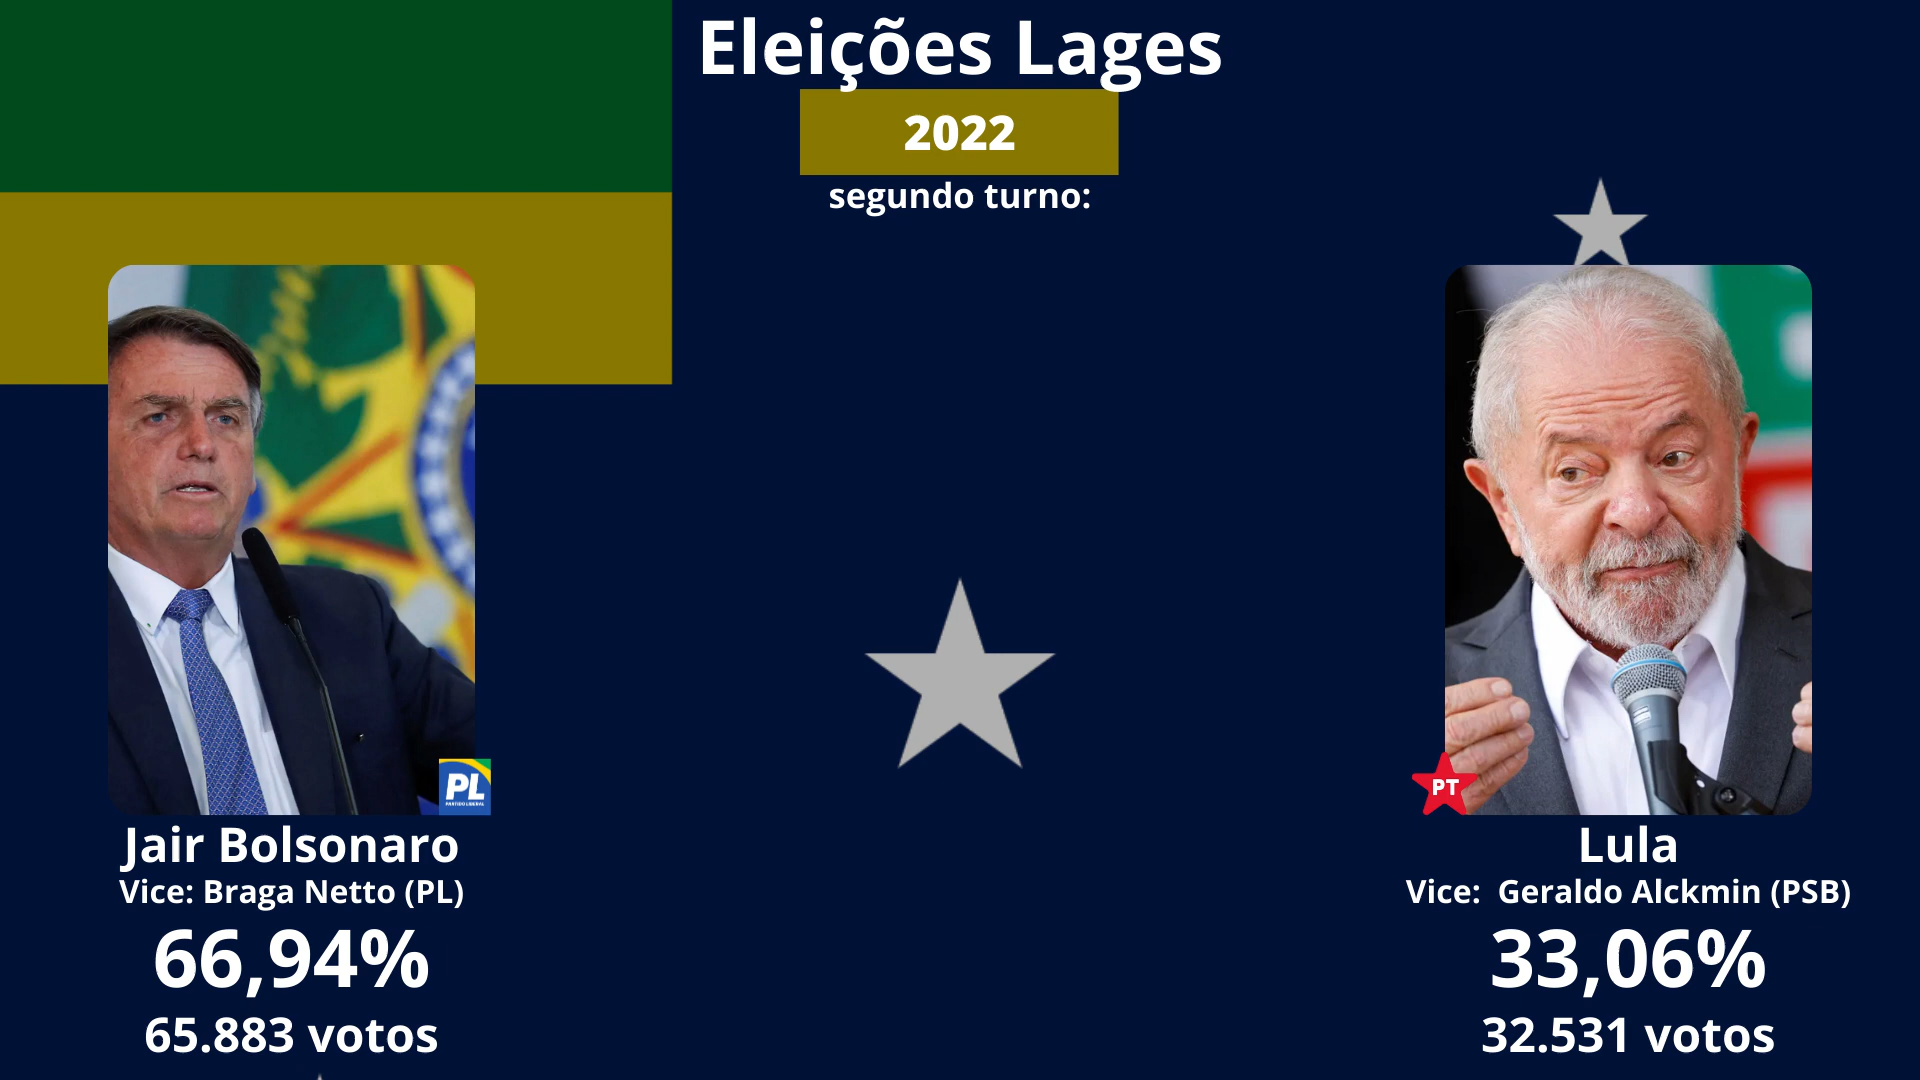 Eleições Lages
2022
segundo turno:
PL
PARTIDO LIBERAL
PT
Jair Bolsonaro
Vice: Braga Netto (PL)
66,94%
65.883 votos
Lula
Vice:  Geraldo Alckmin (PSB)
33,06%
32.531 votos